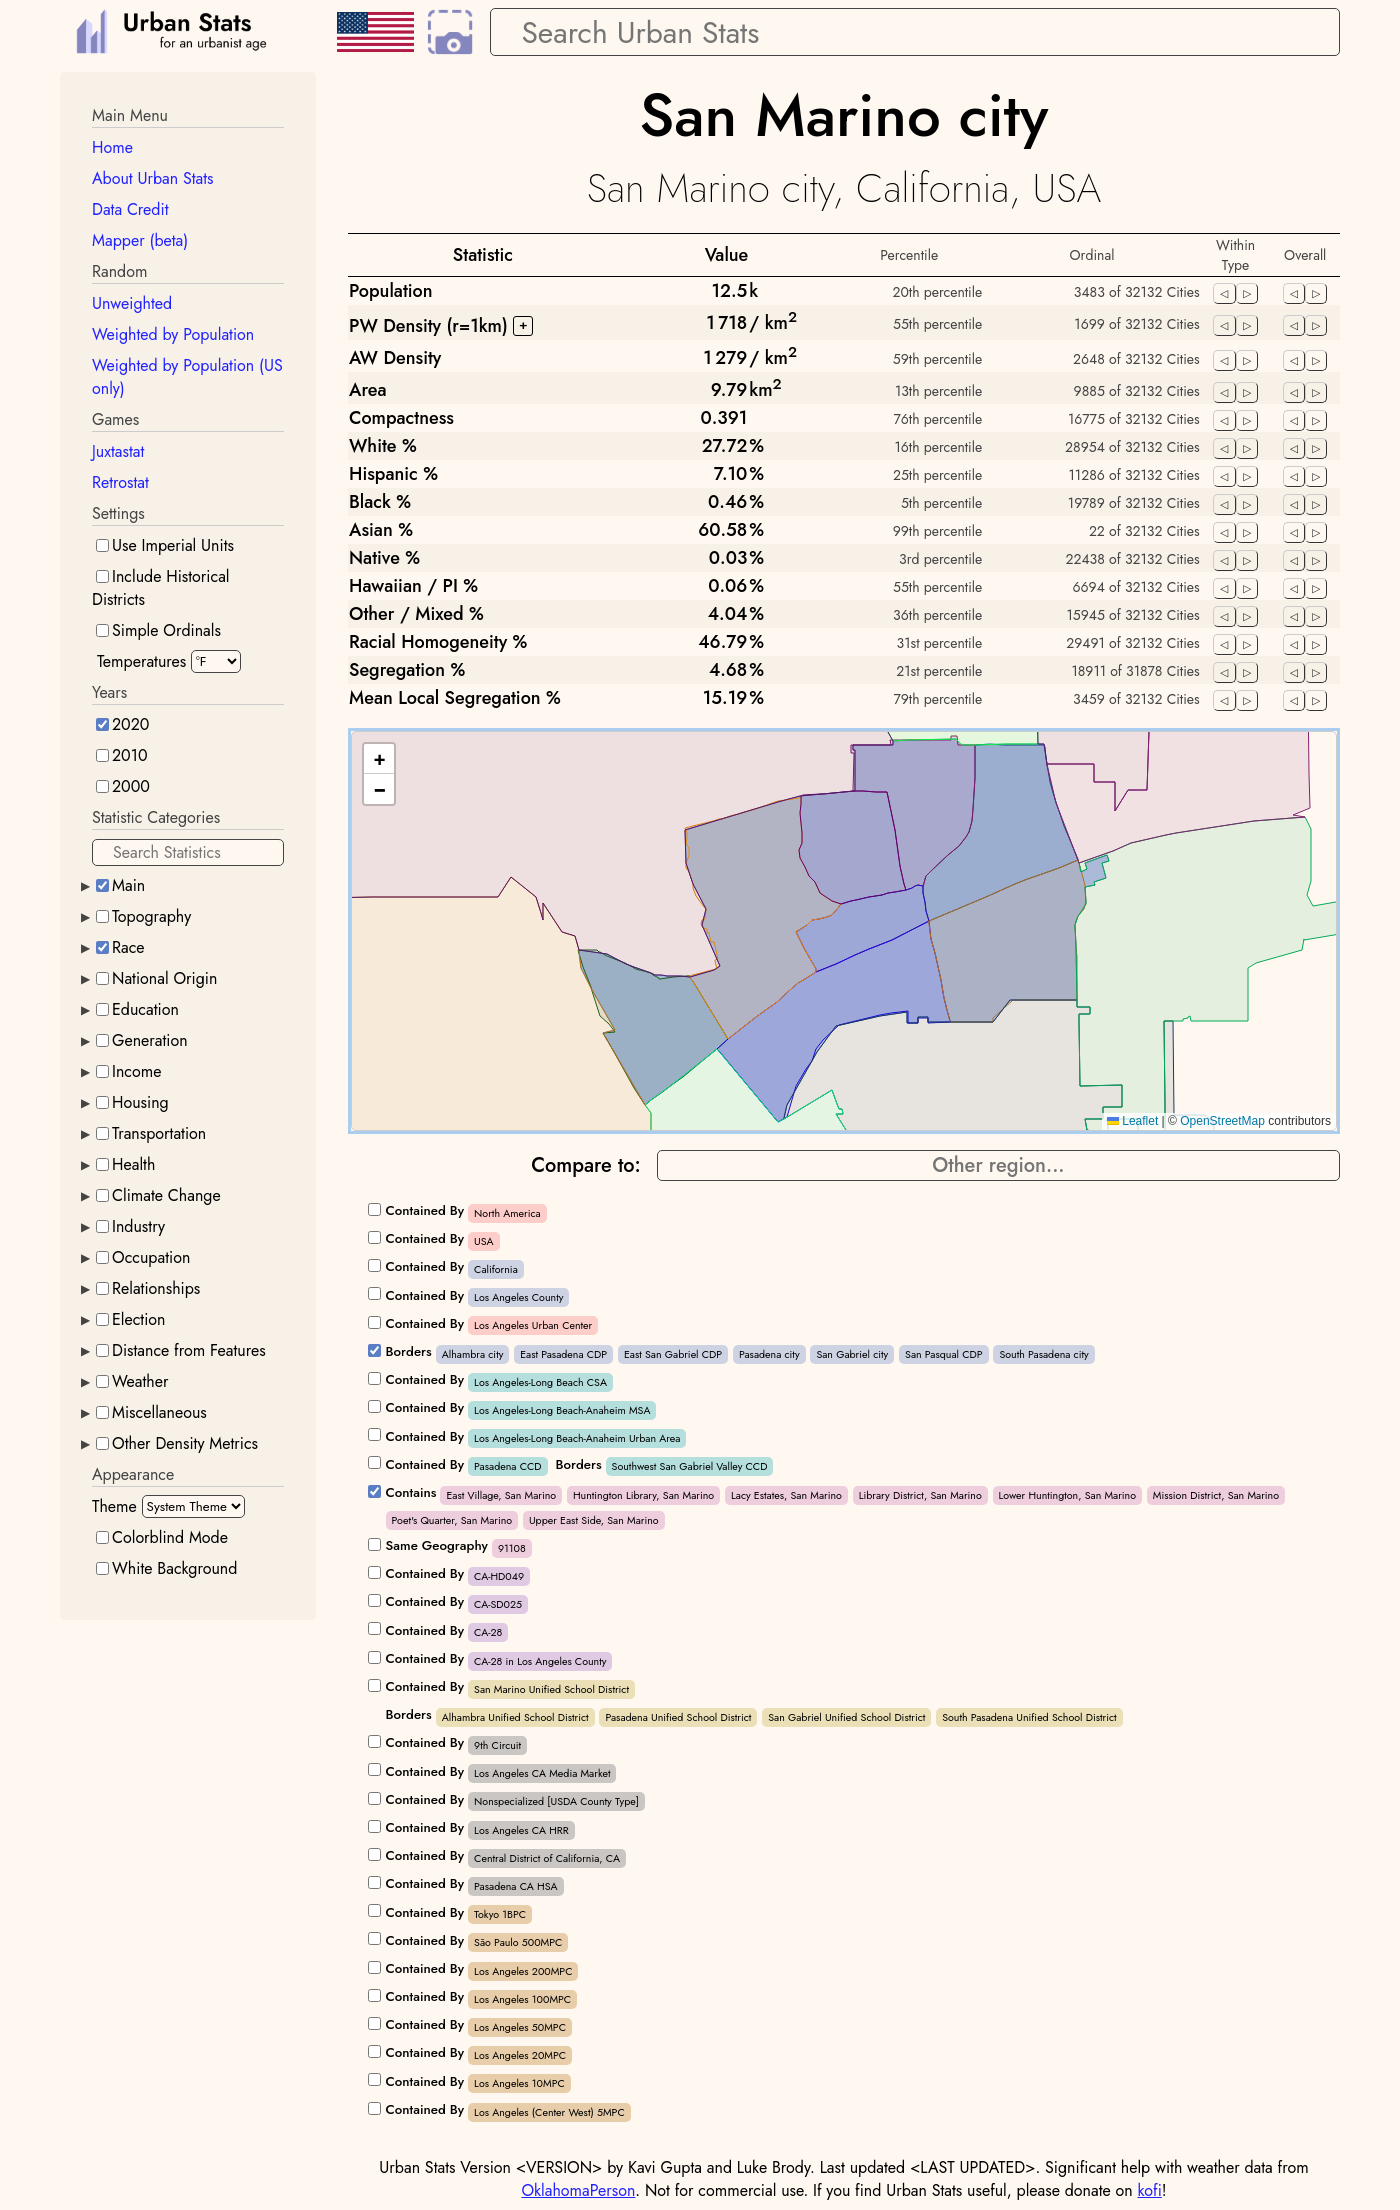 Urban Stats
for an urbanist age
Search Urban Stats
Main Menu
Home
About Urban Stats
Data Credit
Mapper (beta)
Random
Unweighted
Weighted by Population
Weighted by Population (US
only)
Games
Juxtastat
Retrostat
Settings
Use Imperial Units
Include Historical
Districts
Simple Ordinals
Temperatures °F
Years
2020
2010
2000
Statistic Categories
Search Statistics
Main
Topography
Race
National Origin
Education
Generation
Income
Housing
Transportation
Health
Climate Change
Industry
Occupation
Relationships
Election
Distance from Features
Weather
Miscellaneous
Other Density Metrics
Appearance
Theme System Theme
Colorblind Mode
White Background
San Marino city
San Marino city, California, USA
Statistic Value Percentile Ordinal Within Type Overall
Population 12.5k 20th percentile 3483 of 32132 Cities
PW Density (r=1km) + 1 718 / km² 55th percentile 1699 of 32132 Cities
AW Density 1 279 / km² 59th percentile 2648 of 32132 Cities
Area 9.79 km² 13th percentile 9885 of 32132 Cities
Compactness 0.391 76th percentile 16775 of 32132 Cities
White % 27.72% 16th percentile 28954 of 32132 Cities
Hispanic % 7.10% 25th percentile 11286 of 32132 Cities
Black % 0.46% 5th percentile 19789 of 32132 Cities
Asian % 60.58% 99th percentile 22 of 32132 Cities
Native % 0.03% 3rd percentile 22438 of 32132 Cities
Hawaiian / PI % 0.06% 55th percentile 6694 of 32132 Cities
Other / Mixed % 4.04% 36th percentile 15945 of 32132 Cities
Racial Homogeneity % 46.79% 31st percentile 29491 of 32132 Cities
Segregation % 4.68% 21st percentile 18911 of 31878 Cities
Mean Local Segregation % 15.19% 79th percentile 3459 of 32132 Cities
+
−
Leaflet | © OpenStreetMap contributors
Compare to: Other region...
Contained By North America
Contained By USA
Contained By California
Contained By Los Angeles County
Contained By Los Angeles Urban Center
Borders Alhambra city East Pasadena CDP East San Gabriel CDP Pasadena city San Gabriel city San Pasqual CDP South Pasadena city
Contained By Los Angeles-Long Beach CSA
Contained By Los Angeles-Long Beach-Anaheim MSA
Contained By Los Angeles-Long Beach-Anaheim Urban Area
Contained By Pasadena CCD Borders Southwest San Gabriel Valley CCD
Contains East Village, San Marino Huntington Library, San Marino Lacy Estates, San Marino Library District, San Marino Lower Huntington, San Marino Mission District, San Marino
Poet's Quarter, San Marino Upper East Side, San Marino
Same Geography 91108
Contained By CA-HD049
Contained By CA-SD025
Contained By CA-28
Contained By CA-28 in Los Angeles County
Contained By San Marino Unified School District
Borders Alhambra Unified School District Pasadena Unified School District San Gabriel Unified School District South Pasadena Unified School District
Contained By 9th Circuit
Contained By Los Angeles CA Media Market
Contained By Nonspecialized [USDA County Type]
Contained By Los Angeles CA HRR
Contained By Central District of California, CA
Contained By Pasadena CA HSA
Contained By Tokyo 1BPC
Contained By São Paulo 500MPC
Contained By Los Angeles 200MPC
Contained By Los Angeles 100MPC
Contained By Los Angeles 50MPC
Contained By Los Angeles 20MPC
Contained By Los Angeles 10MPC
Contained By Los Angeles (Center West) 5MPC
Urban Stats Version <VERSION> by Kavi Gupta and Luke Brody. Last updated <LAST UPDATED>. Significant help with weather data from
OklahomaPerson. Not for commercial use. If you find Urban Stats useful, please donate on kofi!